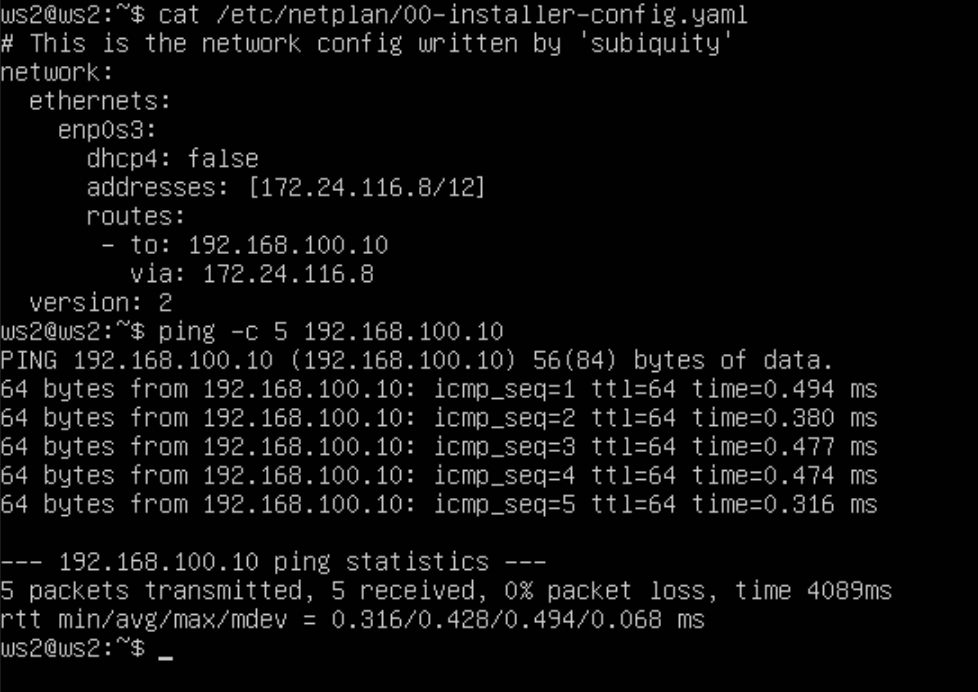 ws2@ws2:~$ cat /etc/netplan/00-installer-config.yaml
# This is the network config written by 'subiquity'
network:
  ethernets:
    enp0s3:
      dhcp4: false
      addresses: [172.24.116.8/12]
      routes:
       - to: 192.168.100.10
         via: 172.24.116.8
  version: 2
ws2@ws2:~$ ping -c 5 192.168.100.10
PING 192.168.100.10 (192.168.100.10) 56(84) bytes of data.
64 bytes from 192.168.100.10: icmp_seq=1 ttl=64 time=0.494 ms
64 bytes from 192.168.100.10: icmp_seq=2 ttl=64 time=0.380 ms
64 bytes from 192.168.100.10: icmp_seq=3 ttl=64 time=0.477 ms
64 bytes from 192.168.100.10: icmp_seq=4 ttl=64 time=0.474 ms
64 bytes from 192.168.100.10: icmp_seq=5 ttl=64 time=0.316 ms

--- 192.168.100.10 ping statistics ---
5 packets transmitted, 5 received, 0% packet loss, time 4089ms
rtt min/avg/max/mdev = 0.316/0.428/0.494/0.068 ms
ws2@ws2:~$ _